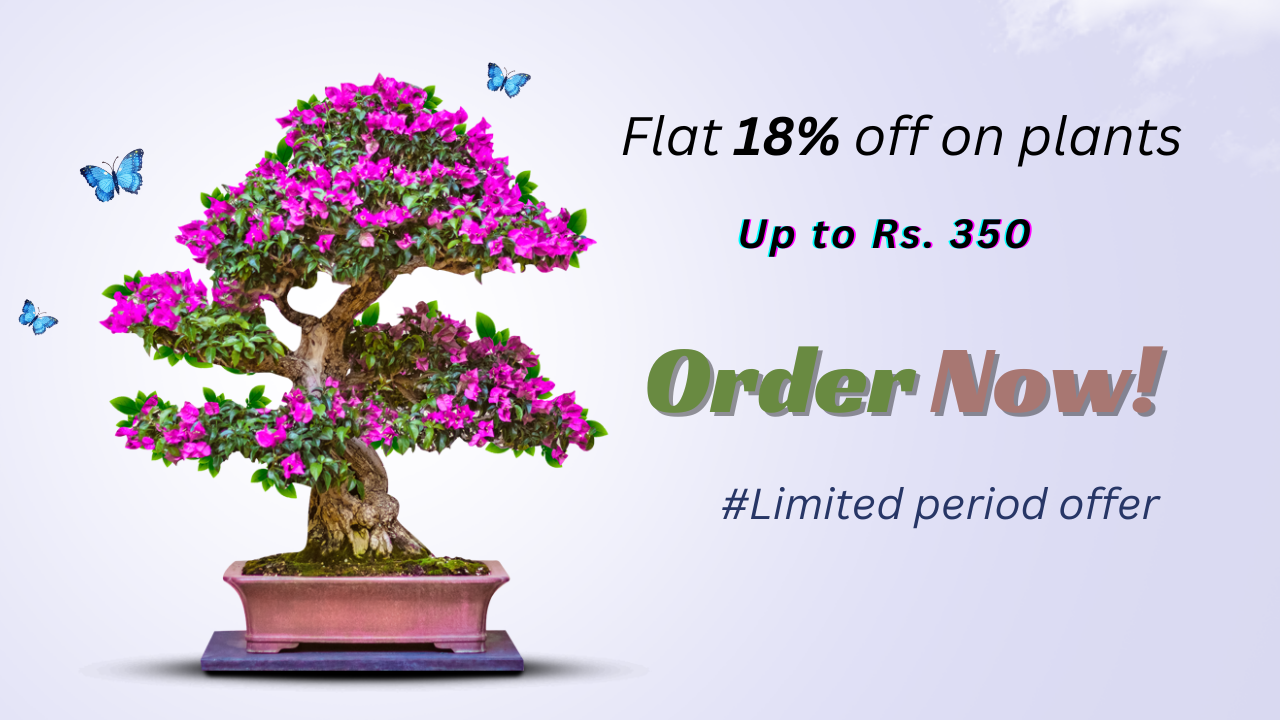 Flat 18% off on plants
Up to Rs. 350
Order Now!
#Limited period offer